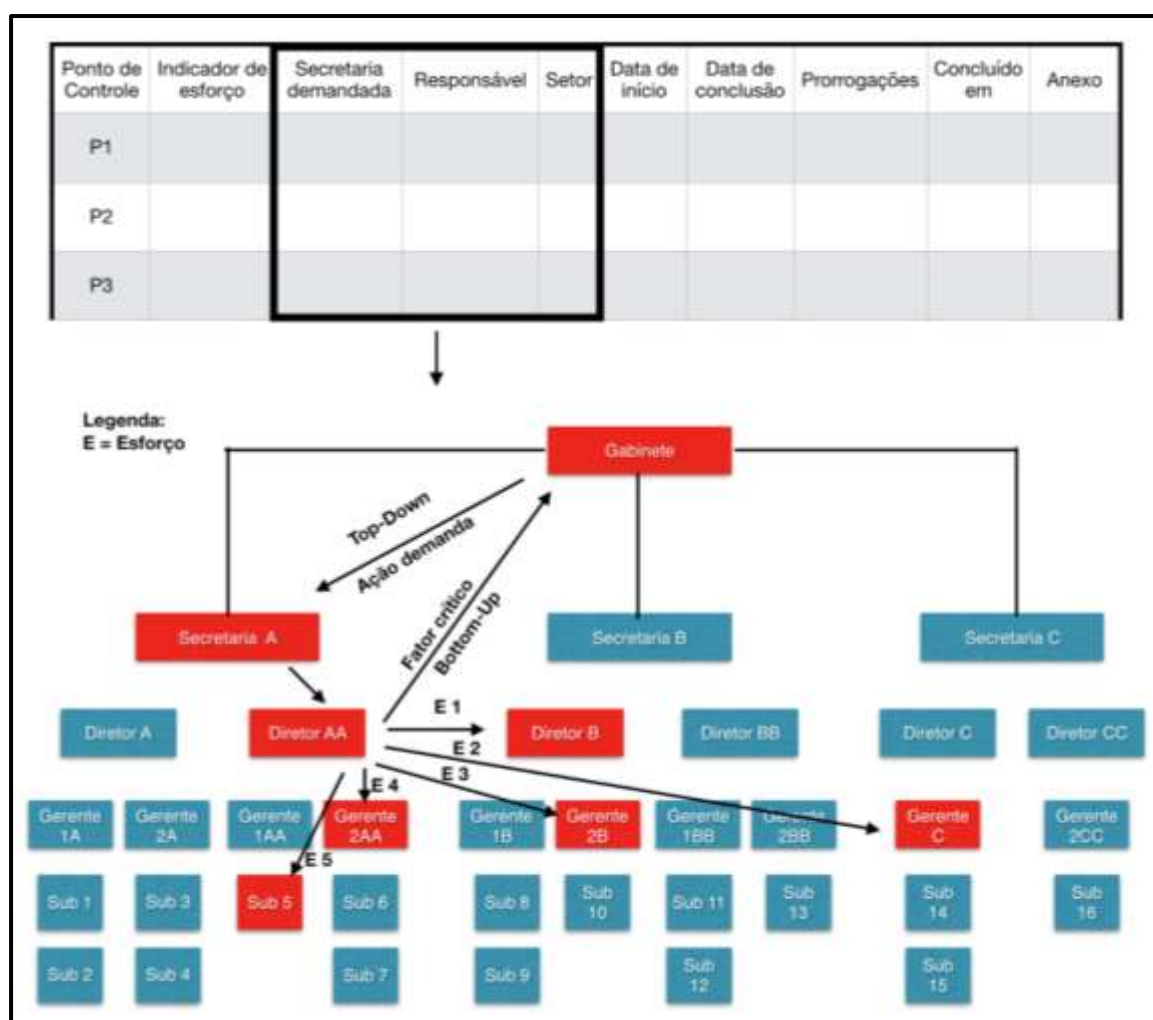 Ponto de Controle
Indicador de esforço
Secretaria demandada
Responsável
Setor
Data de início
Data de conclusão
Prorrogações
Concluído em
Anexo
P1
P2
P3
Legenda:
E = Esforço
Gabinete
Top-Down
Ação demanda
Fator crítico
Bottom-Up
Secretaria A
Secretaria B
Secretaria C
Diretor A
Diretor AA
E 1
Diretor B
Diretor BB
Diretor C
Diretor CC
E 2
E 3
E 4
E 5
Gerente 1A
Gerente 2A
Gerente 1AA
Gerente 2AA
Gerente 1B
Gerente 2B
Gerente 1BB
Gerente 2BB
Gerente C
Gerente 2CC
Sub 1
Sub 3
Sub 5
Sub 6
Sub 8
Sub 10
Sub 11
Sub 13
Sub 14
Sub 16
Sub 2
Sub 4
Sub 7
Sub 9
Sub 12
Sub 15